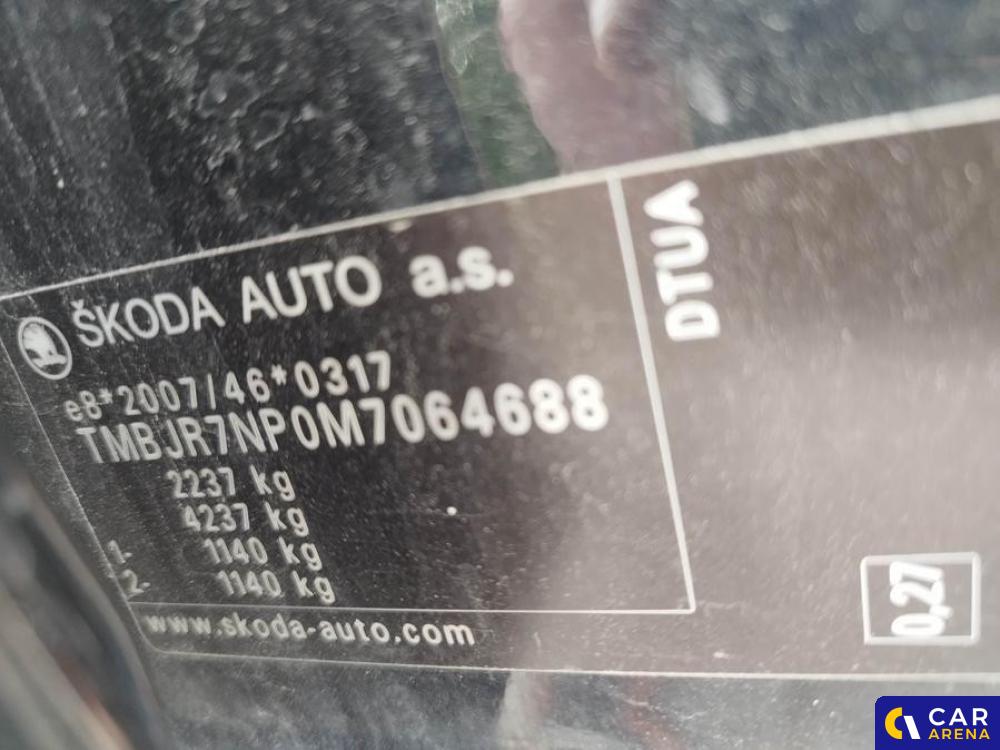 ŠKODA AUTO a.s.
e8*2007/46*0317
TMBJR7NP0M7064688
2237 kg
4237 kg
1- 1140 kg
2- 1140 kg
www.skoda-auto.com
DTUA
0,27
CAR
ARENA